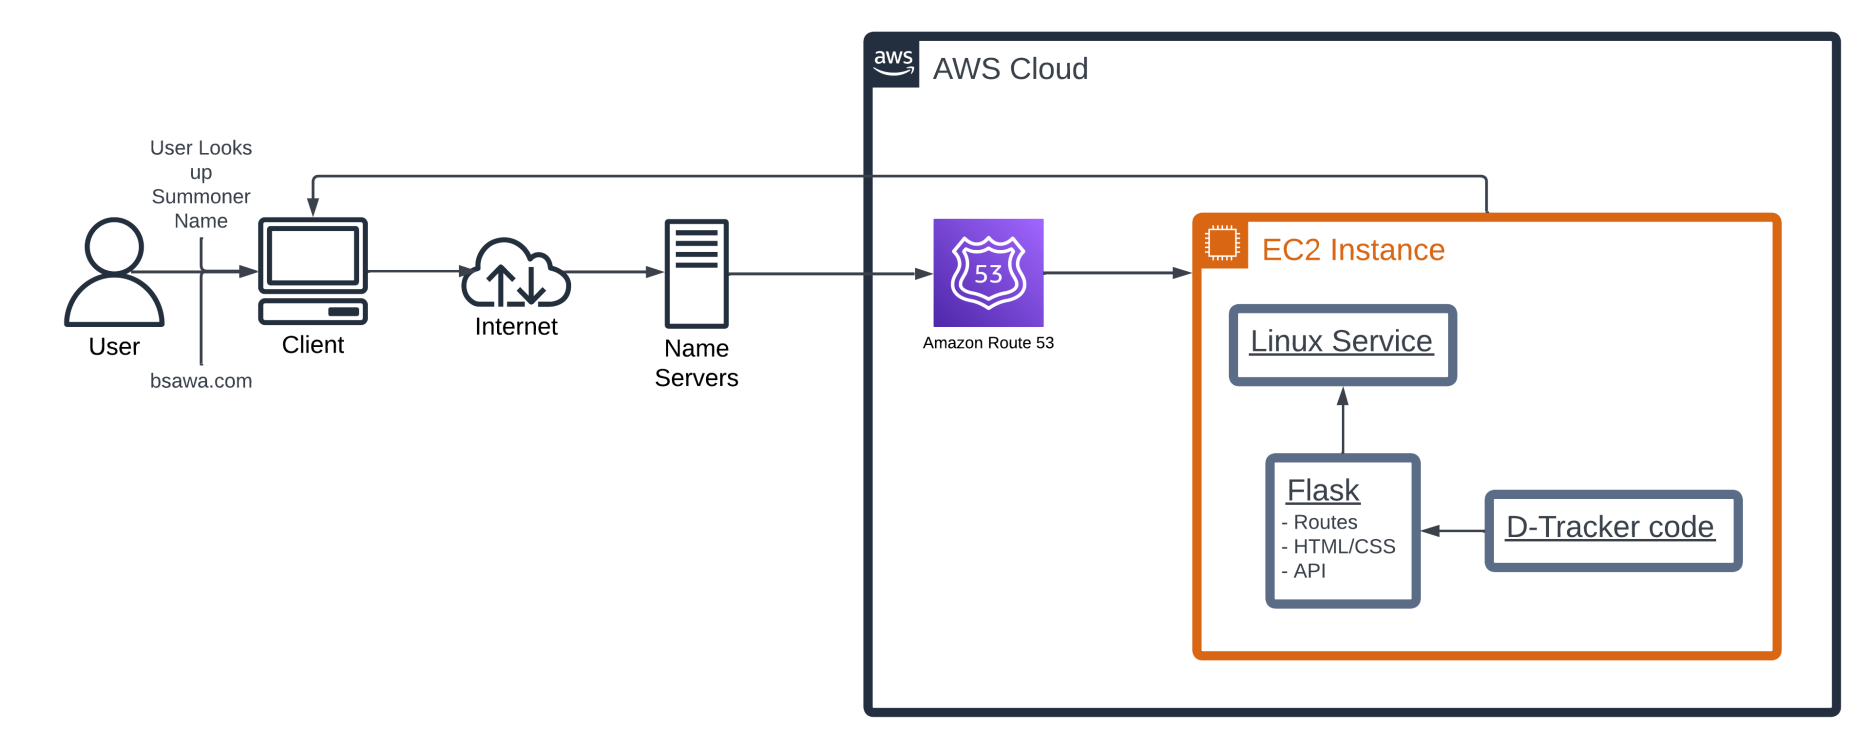 aws
AWS Cloud
User Looks
up
Summoner
Name
User
bsawa.com
Client
Internet
Name
Servers
53
Amazon Route 53
EC2 Instance
Linux Service
Flask
- Routes
- HTML/CSS
- API
D-Tracker code